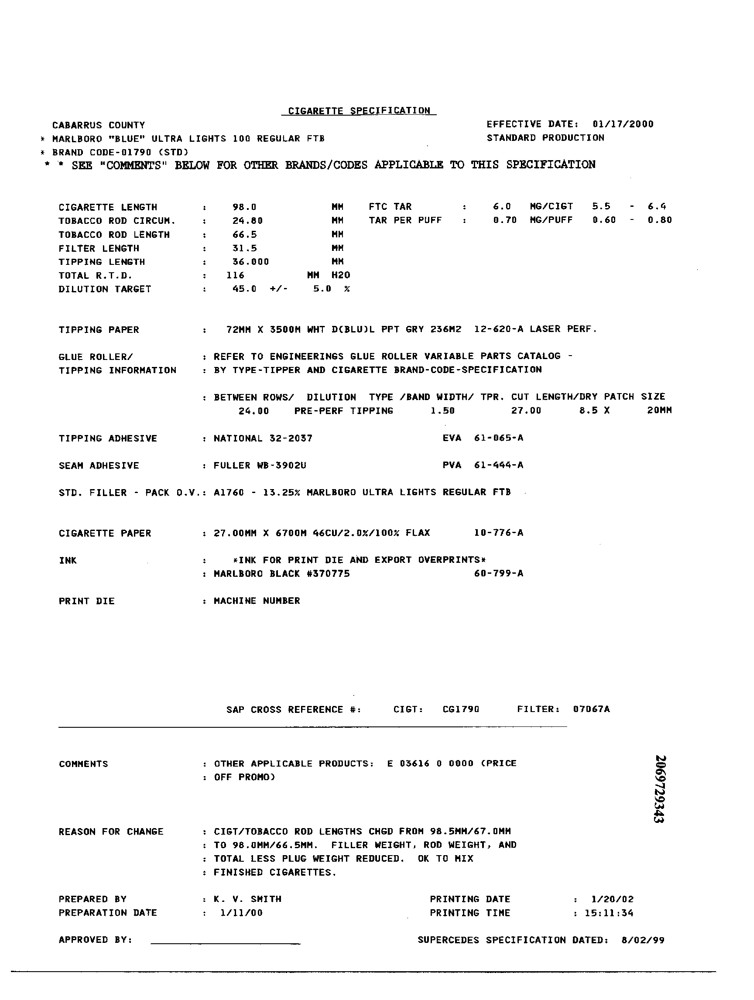 CIGARETTE SPECIFICATION
CABARRUS COUNTY EFFECTIVE DATE: 01/17/2000
* MARLBORO "BLUE" ULTRA LIGHTS 100 REGULAR FTB STANDARD PRODUCTION
* BRAND CODE-01790 (STD)
* * SEE "COMMENTS" BELOW FOR OTHER BRANDS/CODES APPLICABLE TO THIS SPECIFICATION
CIGARETTE LENGTH : 98.0 MM FTC TAR : 6.0 MG/CIGT 5.5 - 6.4
TOBACCO ROD CIRCUM. : 24.80 MM TAR PER PUFF : 0.70 MG/PUFF 0.60 - 0.80
TOBACCO ROD LENGTH : 66.5 MM
FILTER LENGTH : 31.5 MM
TIPPING LENGTH : 36.000 MM
TOTAL R.T.D. : 116 MM H2O
DILUTION TARGET : 45.0 +/- 5.0 %
TIPPING PAPER : 72MM X 3500M WHT D(BLU)L PPT GRY 236M2 12-620-A LASER PERF.
GLUE ROLLER/ : REFER TO ENGINEERINGS GLUE ROLLER VARIABLE PARTS CATALOG -
TIPPING INFORMATION : BY TYPE-TIPPER AND CIGARETTE BRAND-CODE-SPECIFICATION
: BETWEEN ROWS/ DILUTION TYPE /BAND WIDTH/ TPR. CUT LENGTH/DRY PATCH SIZE
24.00 PRE-PERF TIPPING 1.50 27.00 8.5 X 20MM
TIPPING ADHESIVE : NATIONAL 32-2037 EVA 61-065-A
SEAM ADHESIVE : FULLER WB-3902U PVA 61-444-A
STD. FILLER - PACK O.V.: A1760 - 13.25% MARLBORO ULTRA LIGHTS REGULAR FTB
CIGARETTE PAPER : 27.00MM X 6700M 46CU/2.0%/100% FLAX 10-776-A
INK : *INK FOR PRINT DIE AND EXPORT OVERPRINTS*
: MARLBORO BLACK #370775 60-799-A
PRINT DIE : MACHINE NUMBER
SAP CROSS REFERENCE #: CIGT: CG1790 FILTER: 07067A
COMMENTS : OTHER APPLICABLE PRODUCTS: E 03616 0 0000 (PRICE
: OFF PROMO)
2069729343
REASON FOR CHANGE : CIGT/TOBACCO ROD LENGTHS CHGD FROM 98.5MM/67.0MM
: TO 98.0MM/66.5MM. FILLER WEIGHT, ROD WEIGHT, AND
: TOTAL LESS PLUG WEIGHT REDUCED. OK TO MIX
: FINISHED CIGARETTES.
PREPARED BY : K. V. SMITH PRINTING DATE : 1/20/02
PREPARATION DATE : 1/11/00 PRINTING TIME : 15:11:34
APPROVED BY: SUPERCEDES SPECIFICATION DATED: 8/02/99